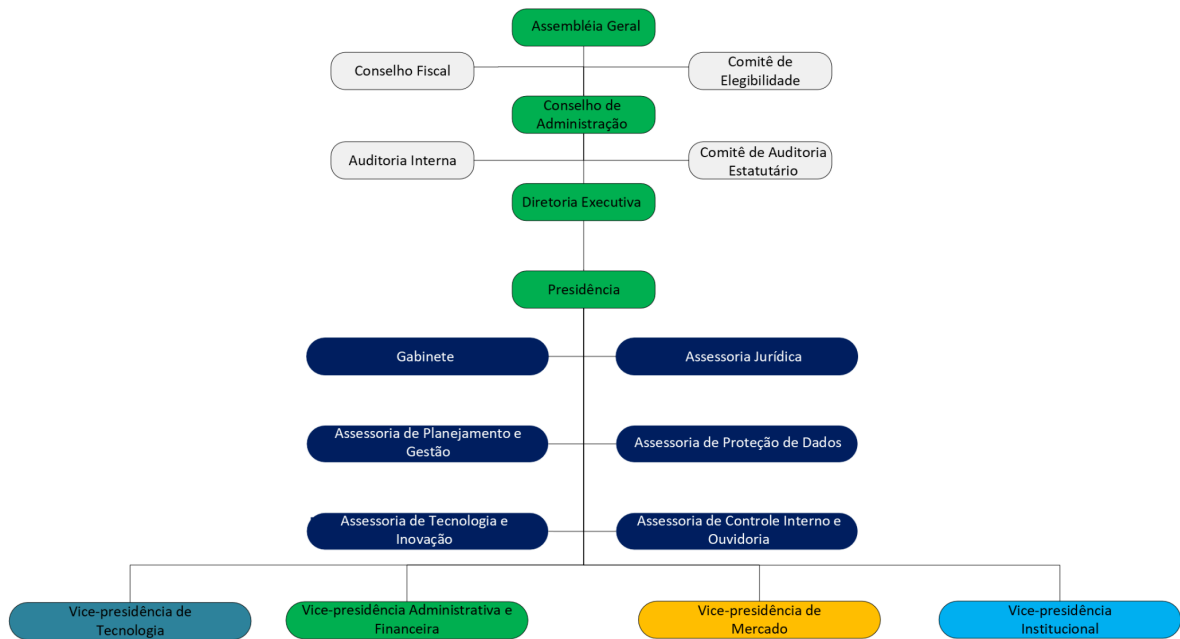 Assembléia Geral
Conselho Fiscal
Comitê de
Elegibilidade
Conselho de
Administração
Auditoria Interna
Comitê de Auditoria
Estatutário
Diretoria Executiva
Presidência
Gabinete
Assessoria Jurídica
Assessoria de Planejamento e
Gestão
Assessoria de Proteção de Dados
Assessoria de Tecnologia e
Inovação
Assessoria de Controle Interno e
Ouvidoria
Vice-presidência de
Tecnologia
Vice-presidência Administrativa e
Financeira
Vice-presidência de
Mercado
Vice-presidência
Institucional